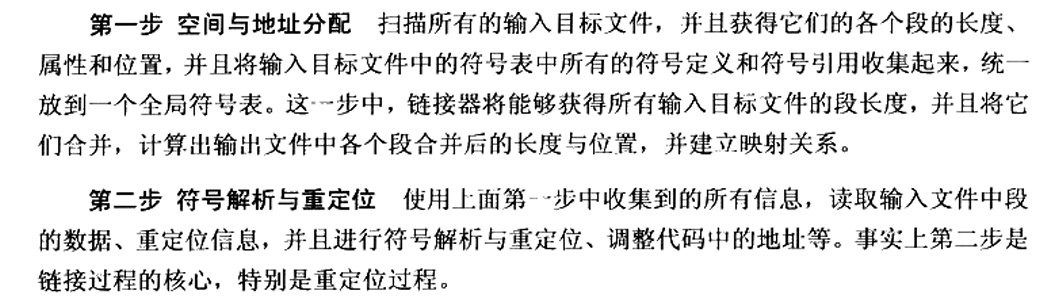 第一步 空间与地址分配 扫描所有的输入目标文件，并且获得它们的各个段的长度、
属性和位置，并且将输入目标文件中的符号表中所有的符号定义和符号引用收集起来，统一
放到一个全局符号表。这一步中，链接器将能够获得所有输入目标文件的段长度，并且将它
们合并，计算出输出文件中各个段合并后的长度与位置，并建立映射关系。
第二步 符号解析与重定位 使用上面第一步中收集到的所有信息，读取输入文件中段
的数据、重定位信息，并且进行符号解析与重定位、调整代码中的地址等。事实上第二步是
链接过程的核心，特别是重定位过程。